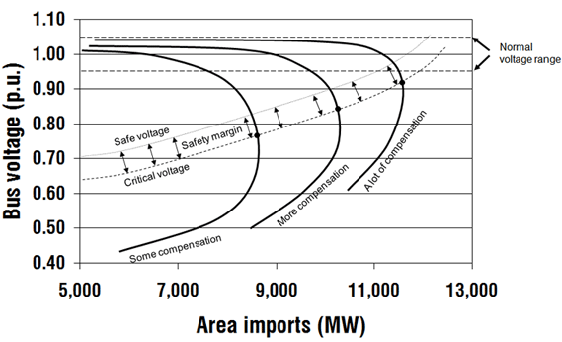 Bus voltage (p.u.)
1.10
1.00
0.90
0.80
0.70
0.60
0.50
0.40
5,000
7,000
9,000
11,000
13,000
Area imports (MW)
Normal
voltage range
Safe voltage
Safety margin
Critical voltage
Some compensation
More compensation
A lot of compensation